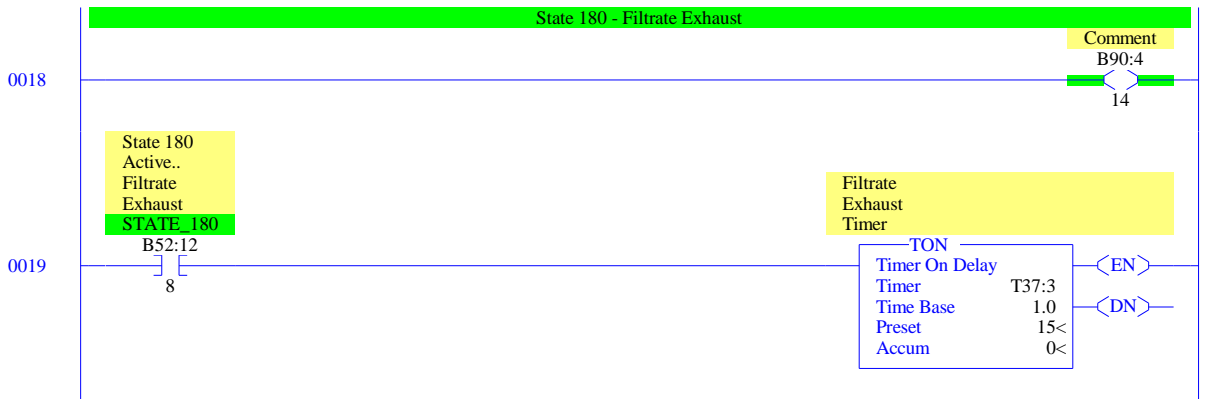 State 180 - Filtrate Exhaust
Comment
B90:4
0018
14
State 180
Active..
Filtrate
Exhaust
STATE_180
B52:12
0019
8
Filtrate
Exhaust
Timer
TON
Timer On Delay
Timer T37:3
Time Base 1.0
Preset 15<
Accum 0<
EN
DN